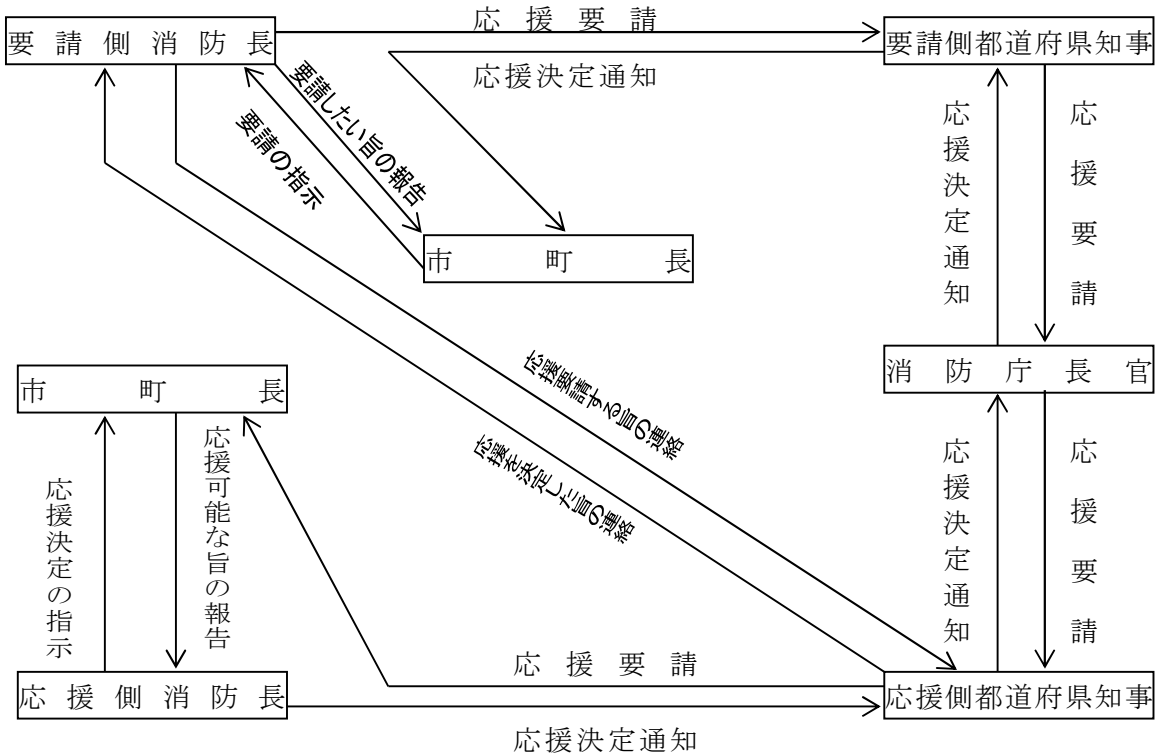 応援要請
要請側消防長
要請側都道府県知事
応援決定通知
要請したい旨の報告
要請の指示
応援決定通知
応援要請
市町長
消防庁長官
市町長
応援要請する旨の連絡
応援を決定した旨の連絡
応援決定の指示
応援可能な旨の報告
応援決定通知
応援要請
応援要請
応援側消防長
応援側都道府県知事
応援決定通知